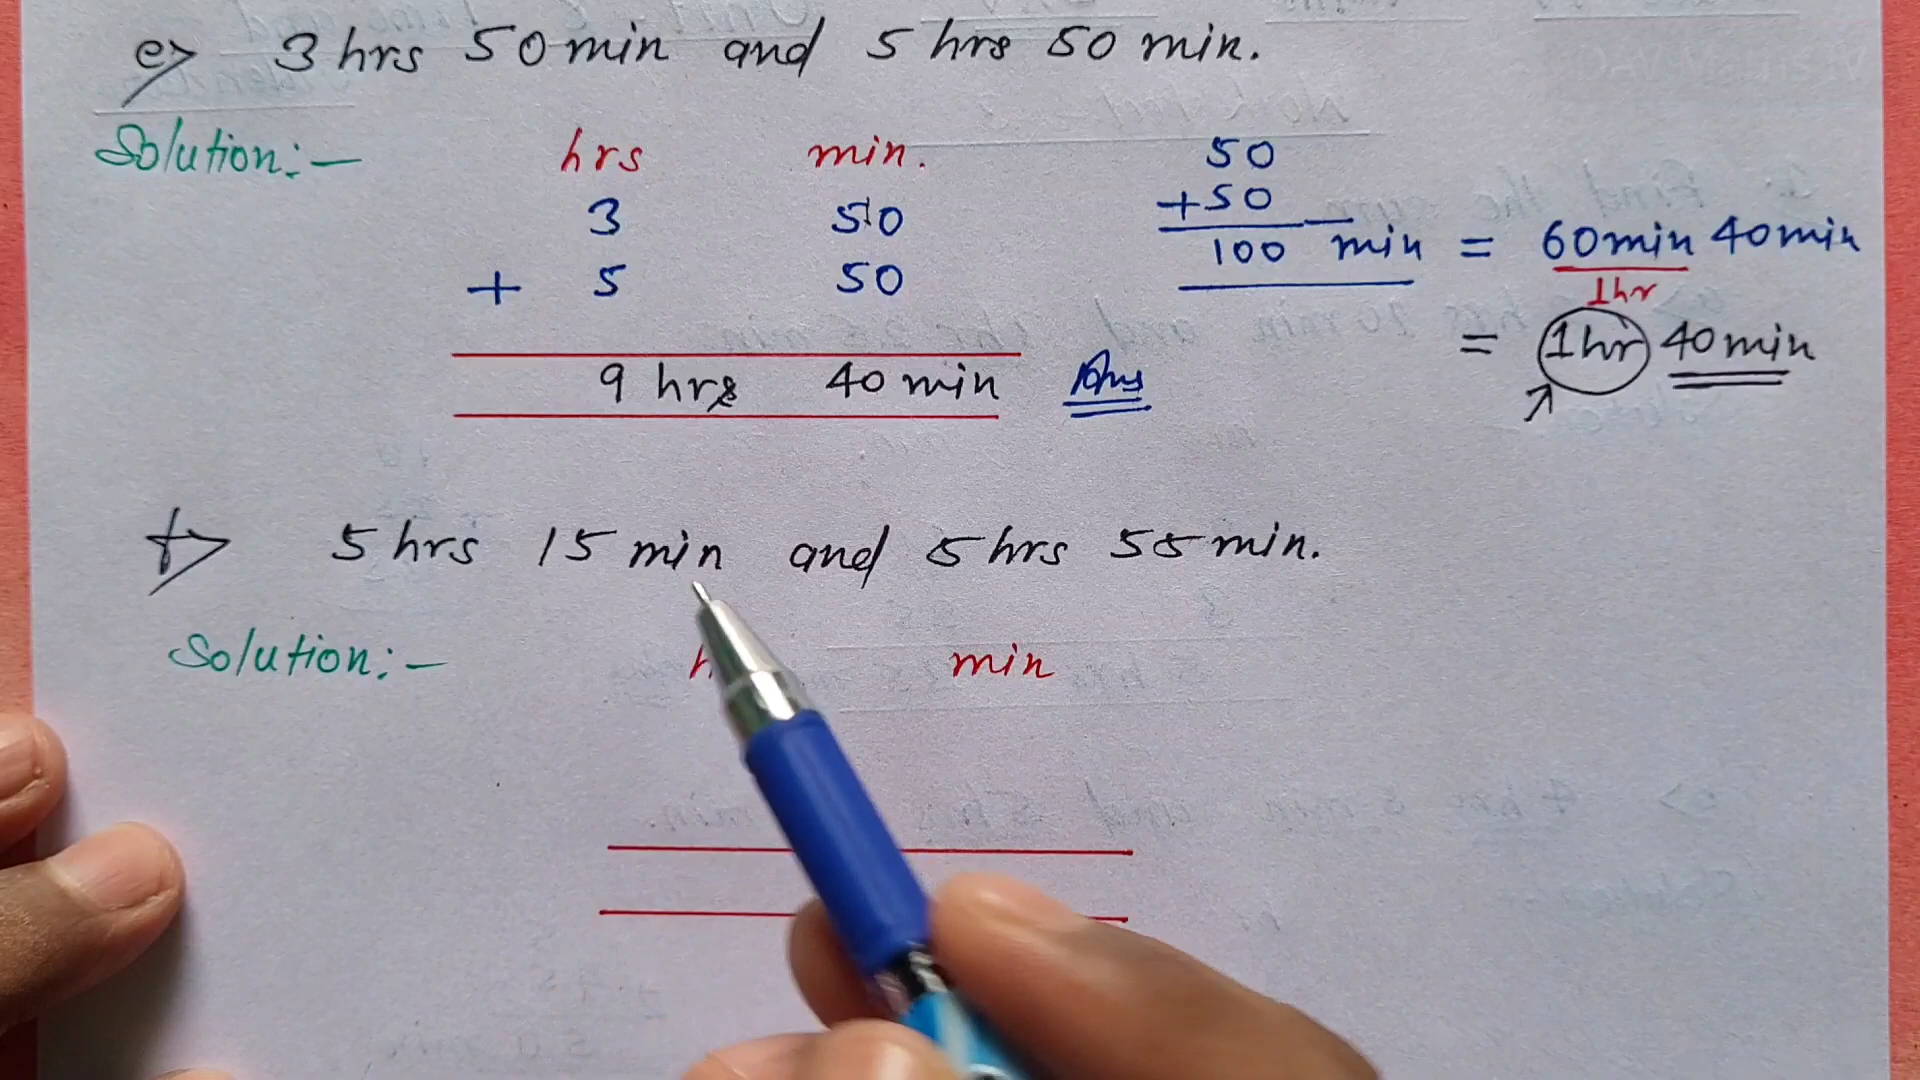 e> 3 hrs 50 min and 5 hrs 50 min.
Solution:-
hrs min.
3 50
+ 5 50
9 hrs 40 min Ans
50
+50
100 min = 60 min 40 min
1hr
= 1hr 40 min
f> 5 hrs 15 min and 5 hrs 55 min.
Solution:-
min